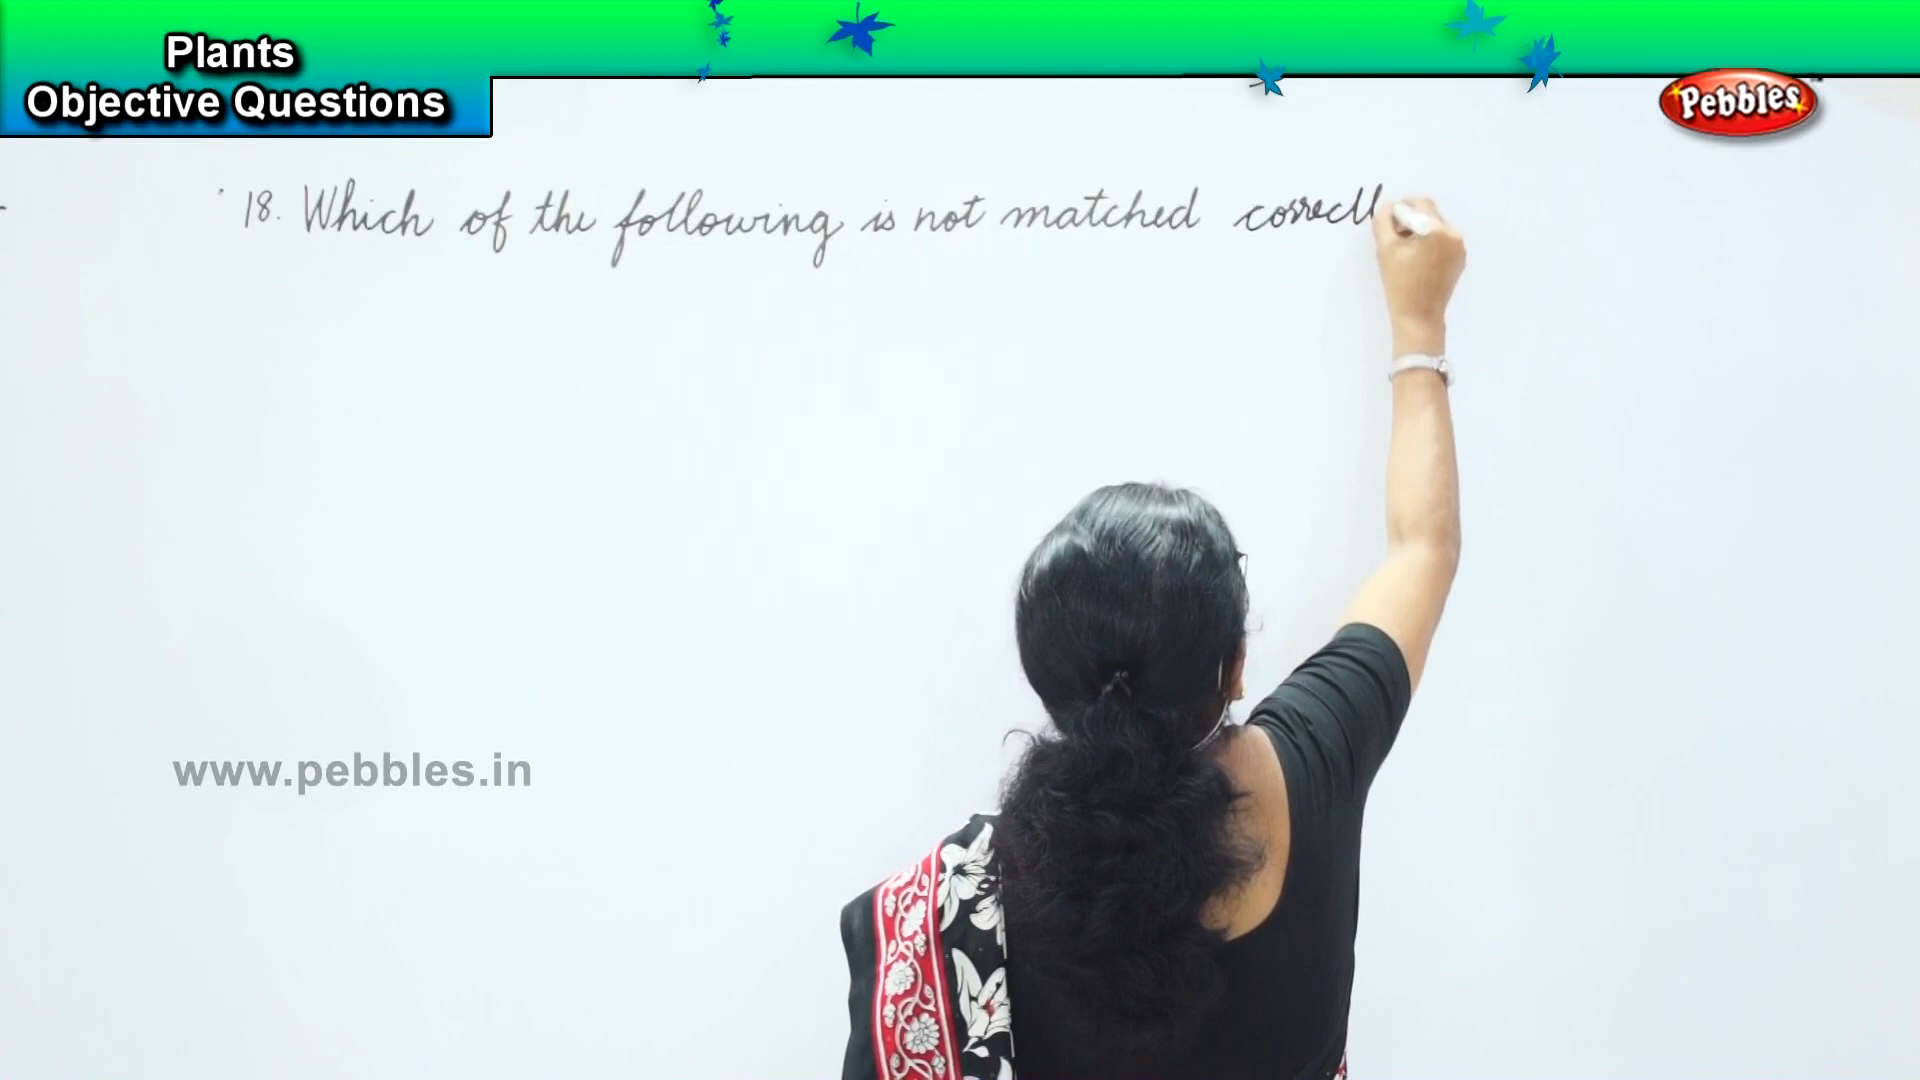 Plants
Objective Questions
Pebbles
18. Which of the following is not matched correctl
www.pebbles.in